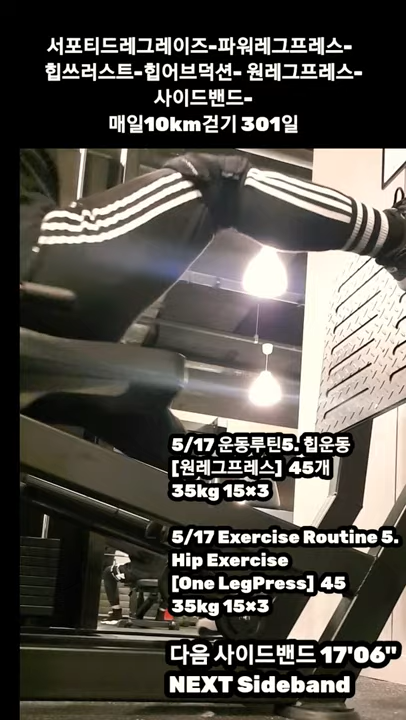 서포티드레그레이즈-파워레그프레스-
힙쓰러스트-힙어브덕션- 원레그프레스-
사이드밴드-
매일10km걷기 301일
5/17 운동루틴5. 힙운동
[원레그프레스] 45개
35kg 15×3
5/17 Exercise Routine 5.
Hip Exercise
[One LegPress] 45
35kg 15×3
다음 사이드밴드 17'06"
NEXT Sideband